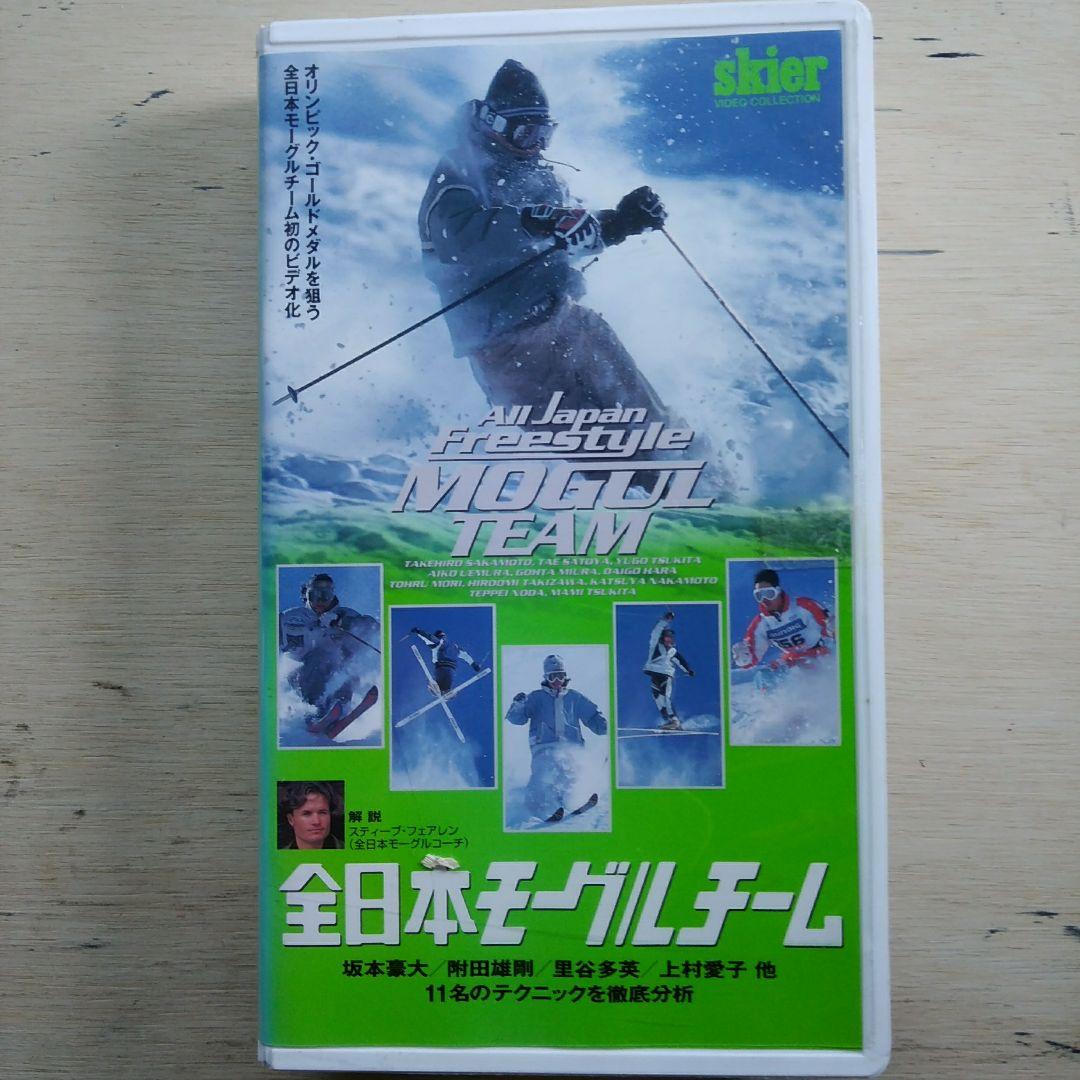 オリンピック・ゴールドメダルを狙う
全日本モーグルチーム初のビデオ化
skier
VIDEO COLLECTION
All Japan
Freestyle
MOGUL
TEAM
TAKEHIRO SAKAMOTO, TAE SATOYA, YUGO TSUKITA
AIKO UEMURA, GOHTA MIURA, DAIGO HARA
TOHRU MORI, HIROOMI TAKIZAWA, KATSUYA NAKAMOTO
TEPPEI NODA, MAMI TSUKITA
56
解説
スティーブ・フェアレン
(全日本モーグルコーチ)
全日本モーグルチーム
坂本豪大/附田雄剛/里谷多英/上村愛子 他
11名のテクニックを徹底分析